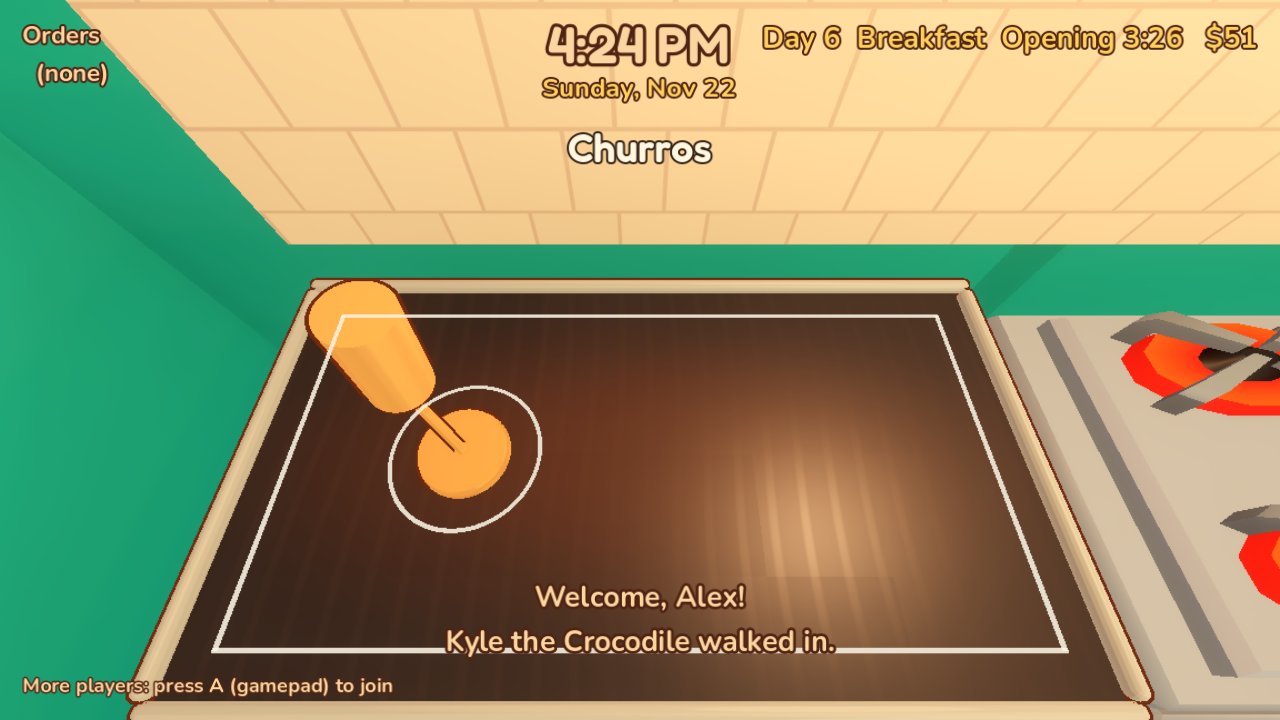 Orders
(none)
4:24 PM
Sunday, Nov 22
Day 6 Breakfast Opening 3:26 $51
Churros
Welcome, Alex!
Kyle the Crocodile walked in.
More players: press A (gamepad) to join